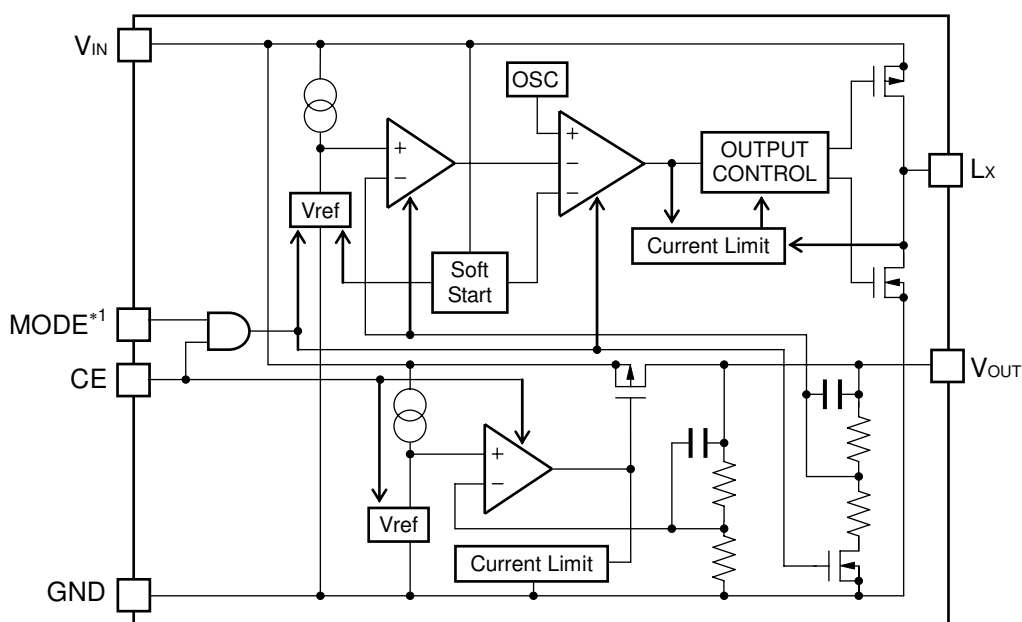 VIN
OSC
+
−
+
−
−
OUTPUT
CONTROL
LX
Vref
Current Limit
Soft
Start
MODE*1
CE
VOUT
+
−
Vref
Current Limit
GND